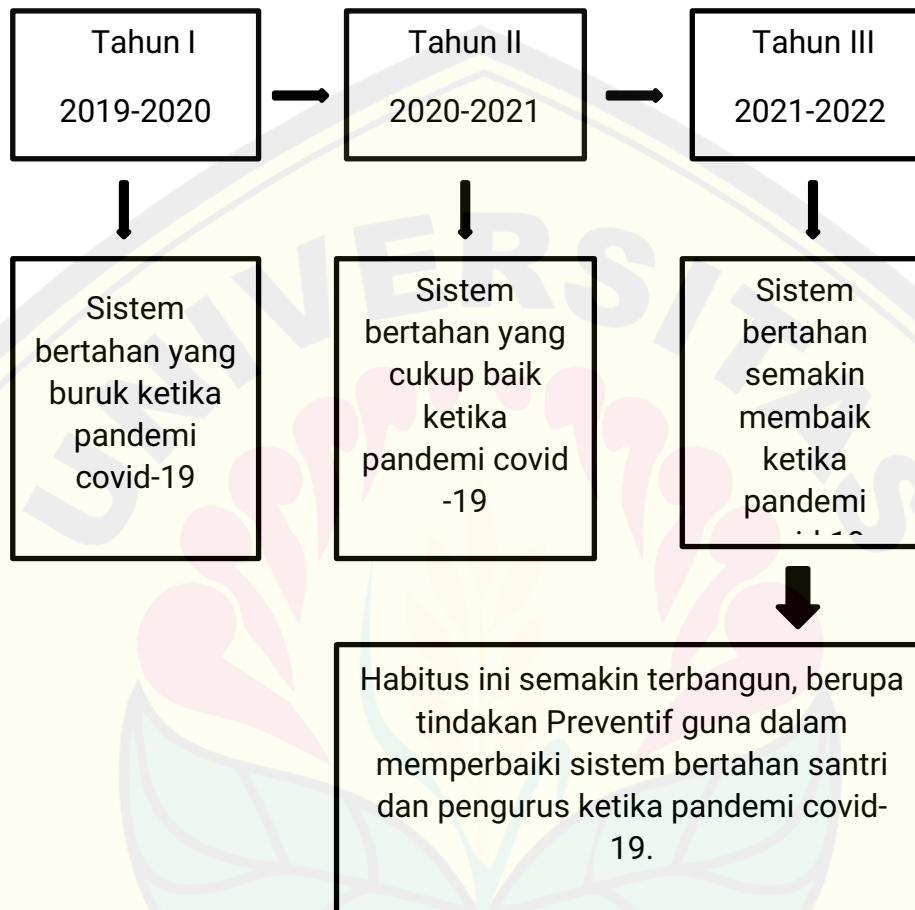 Tahun I
2019-2020
Tahun II
2020-2021
Tahun III
2021-2022
Sistem
bertahan yang
buruk ketika
pandemi
covid-19
Sistem
bertahan yang
cukup baik
ketika
pandemi covid
-19
Sistem
bertahan
semakin
membaik
ketika
pandemi
Habitus ini semakin terbangun, berupa
tindakan Preventif guna dalam
memperbaiki sistem bertahan santri
dan pengurus ketika pandemi covid-
19.
UNIVERSITAS